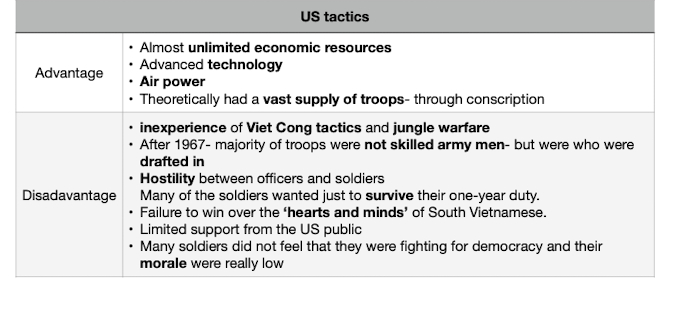 US tactics
Advantage
• Almost unlimited economic resources
• Advanced technology
• Air power
• Theoretically had a vast supply of troops- through conscription
Disadavantage
• inexperience of Viet Cong tactics and jungle warfare
• After 1967- majority of troops were not skilled army men- but were who were
drafted in
• Hostility between officers and soldiers
Many of the soldiers wanted just to survive their one-year duty.
• Failure to win over the ‘hearts and minds’ of South Vietnamese.
• Limited support from the US public
• Many soldiers did not feel that they were fighting for democracy and their
morale were really low